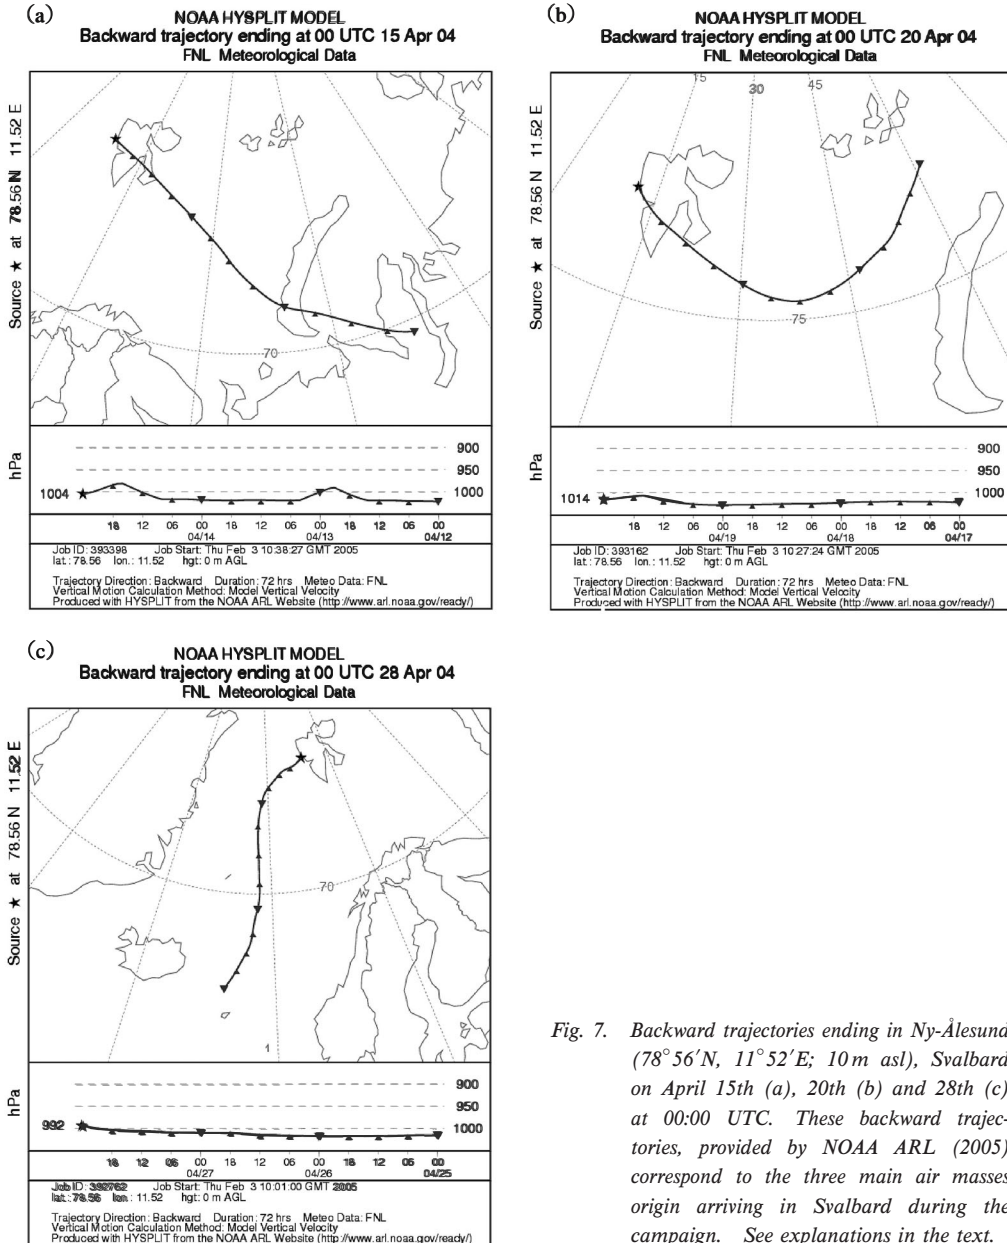 (a)
NOAA HYSPLIT MODEL
Backward trajectory ending at 00 UTC 15 Apr 04
FNL Meteorological Data
Source ★ at 78.56 N 11.52 E
70
hPa
900
950
1000
1004
18 12 06 00 18 12 06 00 18 12 06 00
04/14 04/13 04/12
Job ID: 393398 Job Start: Thu Feb 3 10:38:27 GMT 2005
lat.: 78.56 lon.: 11.52 hgt: 0 m AGL
Trajectory Direction: Backward Duration: 72 hrs Meteo Data: FNL
Vertical Motion Calculation Method: Model Vertical Velocity
Produced with HYSPLIT from the NOAA ARL Website (http://www.arl.noaa.gov/ready/)
(b)
NOAA HYSPLIT MODEL
Backward trajectory ending at 00 UTC 20 Apr 04
FNL Meteorological Data
Source ★ at 78.56 N 11.52 E
15 30 45
75
hPa
900
950
1000
1014
18 12 06 00 18 12 06 00 18 12 06 00
04/19 04/18 04/17
Job ID: 393162 Job Start: Thu Feb 3 10:27:24 GMT 2005
lat.: 78.56 lon.: 11.52 hgt: 0 m AGL
Trajectory Direction: Backward Duration: 72 hrs Meteo Data: FNL
Vertical Motion Calculation Method: Model Vertical Velocity
Produced with HYSPLIT from the NOAA ARL Website (http://www.arl.noaa.gov/ready/)
(c)
NOAA HYSPLIT MODEL
Backward trajectory ending at 00 UTC 28 Apr 04
FNL Meteorological Data
Source ★ at 78.56 N 11.52 E
70
1
hPa
900
950
1000
992
18 12 06 00 18 12 06 00 18 12 06 00
04/27 04/26 04/25
Job ID: 392762 Job Start: Thu Feb 3 10:01:00 GMT 2005
lat.: 78.56 lon.: 11.52 hgt: 0 m AGL
Trajectory Direction: Backward Duration: 72 hrs Meteo Data: FNL
Vertical Motion Calculation Method: Model Vertical Velocity
Produced with HYSPLIT from the NOAA ARL Website (http://www.arl.noaa.gov/ready/)
Fig. 7. Backward trajectories ending in Ny-Ålesund
(78°56′N, 11°52′E; 10 m asl), Svalbard
on April 15th (a), 20th (b) and 28th (c)
at 00:00 UTC. These backward trajec-
tories, provided by NOAA ARL (2005)
correspond to the three main air masses
origin arriving in Svalbard during the
campaign. See explanations in the text.